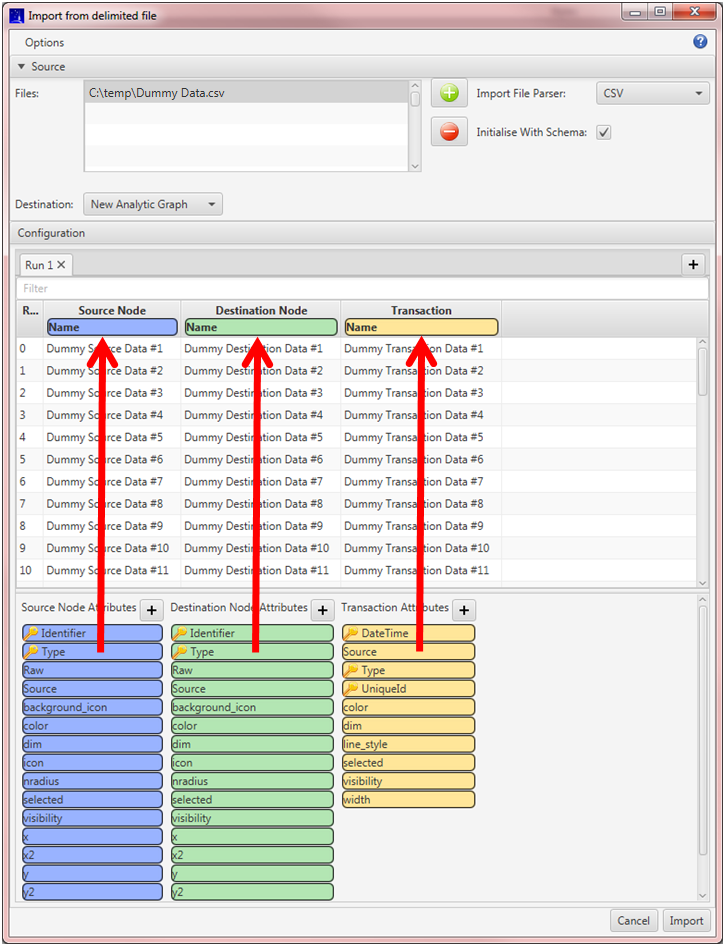 Import from delimited file
Options
Source
Files:
C:\temp\Dummy Data.csv
Import File Parser:
CSV
Initialise With Schema:
Destination:
New Analytic Graph
Configuration
Run 1
Filter
R... Source Node Destination Node Transaction
Name Name Name
0 Dummy Source Data #1 Dummy Destination Data #1 Dummy Transaction Data #1
1 Dummy Source Data #2 Dummy Destination Data #2 Dummy Transaction Data #2
2 Dummy Source Data #3 Dummy Destination Data #3 Dummy Transaction Data #3
3 Dummy Source Data #4 Dummy Destination Data #4 Dummy Transaction Data #4
4 Dummy Source Data #5 Dummy Destination Data #5 Dummy Transaction Data #5
5 Dummy Source Data #6 Dummy Destination Data #6 Dummy Transaction Data #6
6 Dummy Source Data #7 Dummy Destination Data #7 Dummy Transaction Data #7
7 Dummy Source Data #8 Dummy Destination Data #8 Dummy Transaction Data #8
8 Dummy Source Data #9 Dummy Destination Data #9 Dummy Transaction Data #9
9 Dummy Source Data #10 Dummy Destination Data #10 Dummy Transaction Data #10
10 Dummy Source Data #11 Dummy Destination Data #11 Dummy Transaction Data #11
Source Node Attributes Destination Node Attributes Transaction Attributes
Identifier Identifier DateTime
Type Type Source
Raw Raw Type
Source Source UniqueId
background_icon background_icon color
color color dim
dim dim line_style
icon icon selected
nradius nradius visibility
selected selected width
visibility visibility
x x
x2 x2
y y
y2 y2
Cancel Import